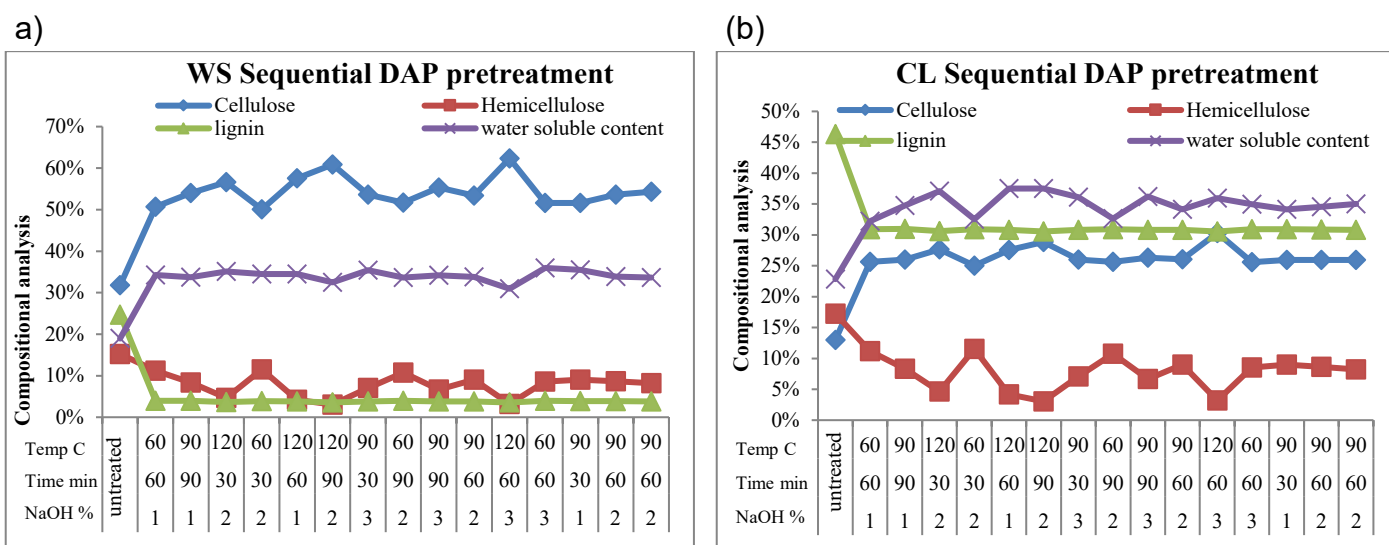 a)
WS Sequential DAP pretreatment
Cellulose Hemicellulose
lignin water soluble content
Compositional analysis
70%
60%
50%
40%
30%
20%
10%
0%
untreated
Temp C 60 90 120 60 120 120 90 60 90 90 120 60 90 90 90
Time min 60 90 30 30 60 90 30 90 90 60 60 60 30 60 60
NaOH % 1 1 2 2 1 2 3 2 3 2 3 3 1 2 2
(b)
CL Sequential DAP pretreatment
Cellulose Hemicellulose
lignin water soluble content
Compositional analysis
50%
45%
40%
35%
30%
25%
20%
15%
10%
5%
0%
untreated
Temp C 60 90 120 60 120 120 90 60 90 90 120 60 90 90 90
Time min 60 90 30 30 60 90 30 90 90 60 60 60 30 60 60
NaOH % 1 1 2 2 1 2 3 2 3 2 3 3 1 2 2